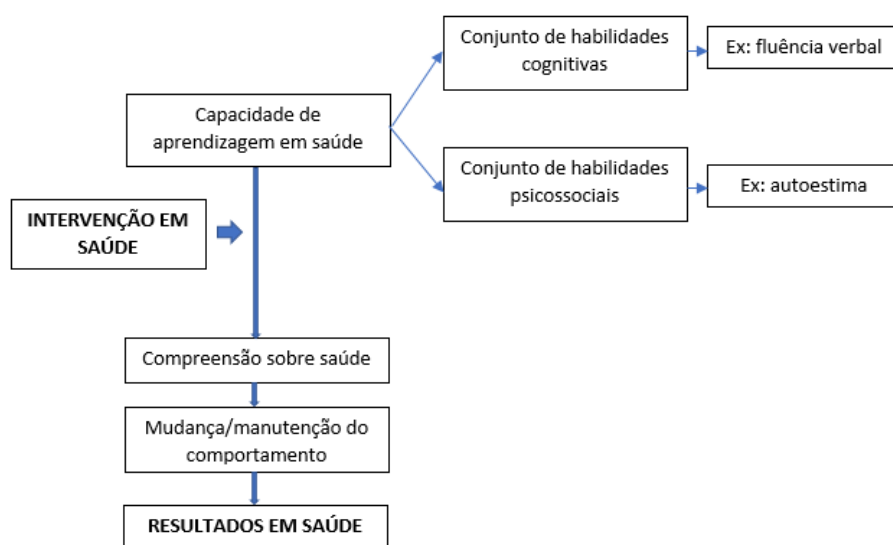 Conjunto de habilidades
cognitivas
Ex: fluência verbal
Capacidade de
aprendizagem em saúde
Conjunto de habilidades
psicossociais
Ex: autoestima
INTERVENÇÃO EM
SAÚDE
Compreensão sobre saúde
Mudança/manutenção do
comportamento
RESULTADOS EM SAÚDE